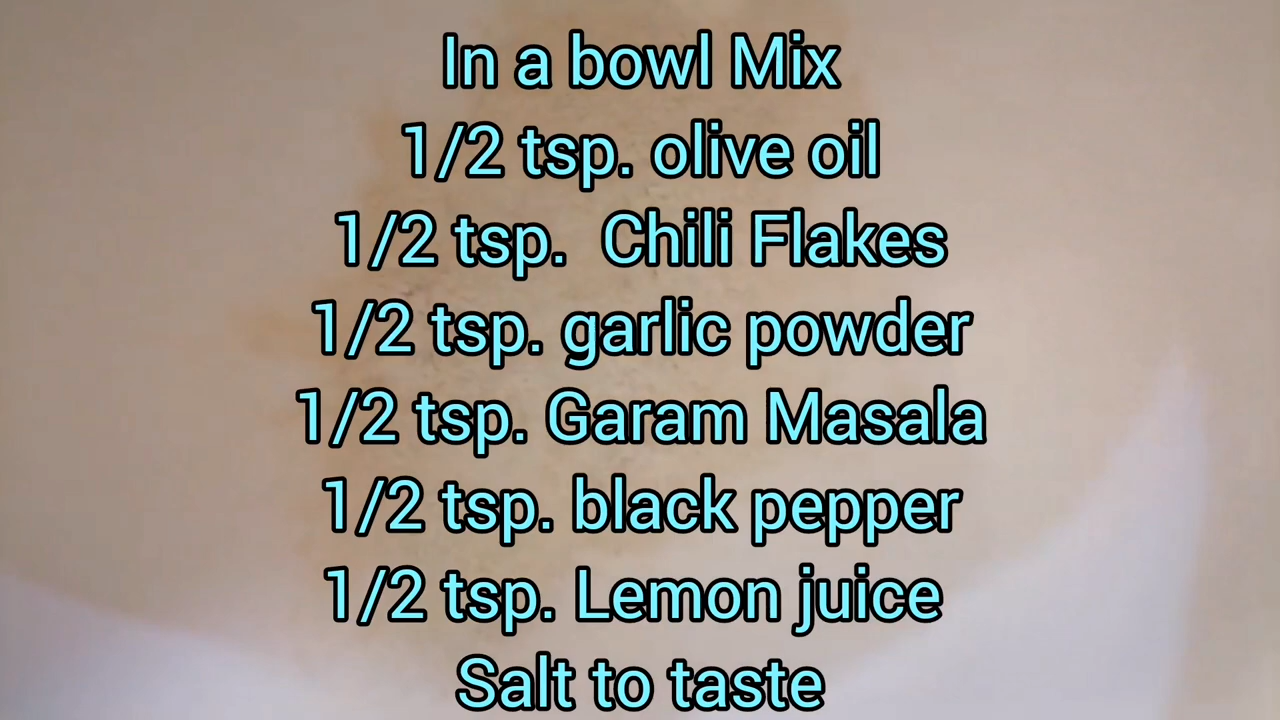 In a bowl Mix
1/2 tsp. olive oil
1/2 tsp.  Chili Flakes
1/2 tsp. garlic powder
1/2 tsp. Garam Masala
1/2 tsp. black pepper
1/2 tsp. Lemon juice
Salt to taste